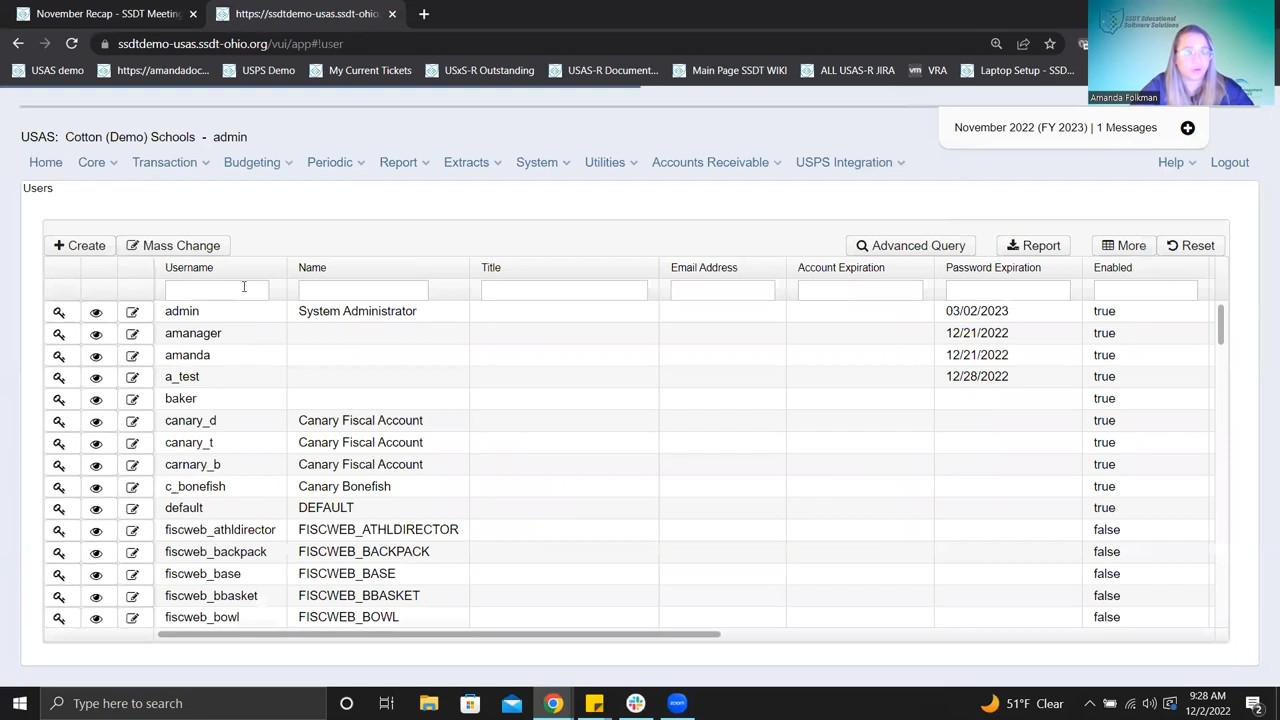 November Recap - SSDT Meeting
https://ssdtdemo-usas.ssdt-ohio.
ssdtdemo-usas.ssdt-ohio.org/vui/app#!user
USAS demo https://amandadoc... USPS Demo My Current Tickets USxS-R Onboarding USAS-R Document... Main Page SSDT WIKI ALL USAS-R JIRA VRA Laptop Setup - SSD...
SSDT Educational
Software Solutions
Amanda Folkman
USAS: Cotton (Demo) Schools - admin
November 2022 (FY 2023) | 1 Messages
Home Core Transaction Budgeting Periodic Report Extracts System Utilities Accounts Receivable USPS Integration Help Logout
Users
Create Mass Change Advanced Query Report More Reset
Username Name Title Email Address Account Expiration Password Expiration Enabled
admin System Administrator 03/02/2023 true
amanager 12/21/2022 true
amanda 12/21/2022 true
a_test 12/28/2022 true
baker true
canary_d Canary Fiscal Account true
canary_t Canary Fiscal Account true
carnary_b Canary Fiscal Account true
c_bonefish Canary Bonefish true
default DEFAULT true
fiscweb_athldirector FISCWEB_ATHLDIRECTOR false
fiscweb_backpack FISCWEB_BACKPACK false
fiscweb_base FISCWEB_BASE false
fiscweb_bbasket FISCWEB_BBASKET false
fiscweb_bowl FISCWEB_BOWL false
Type here to search
51°F Clear
9:28 AM
12/2/2022
2